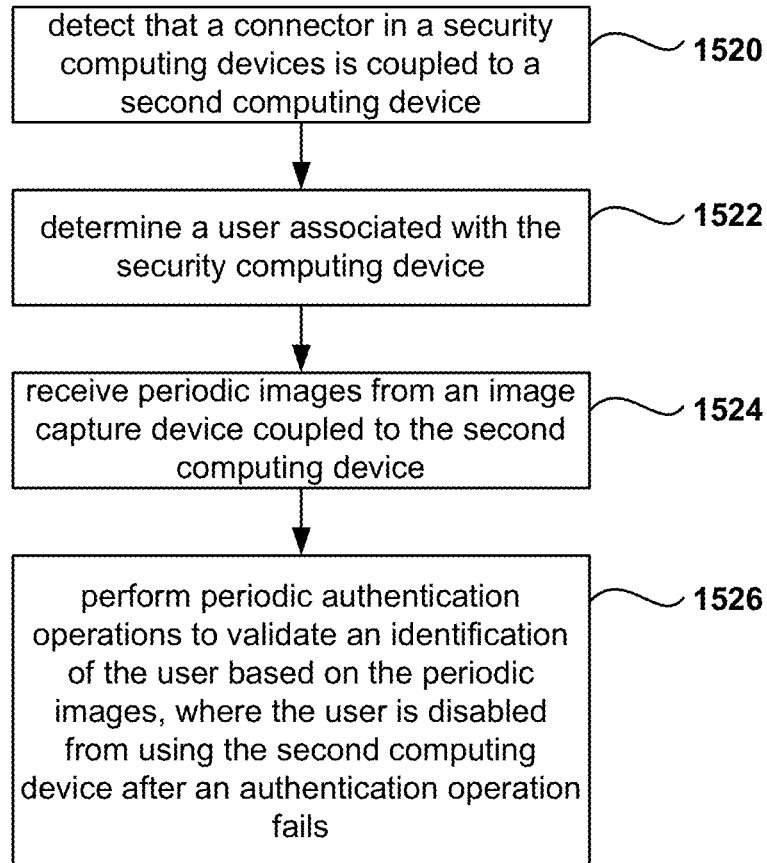 detect that a connector in a security
computing devices is coupled to a
second computing device
1520
determine a user associated with the
security computing device
1522
receive periodic images from an image
capture device coupled to the second
computing device
1524
perform periodic authentication
operations to validate an identification
of the user based on the periodic
images, where the user is disabled
from using the second computing
device after an authentication operation
fails
1526